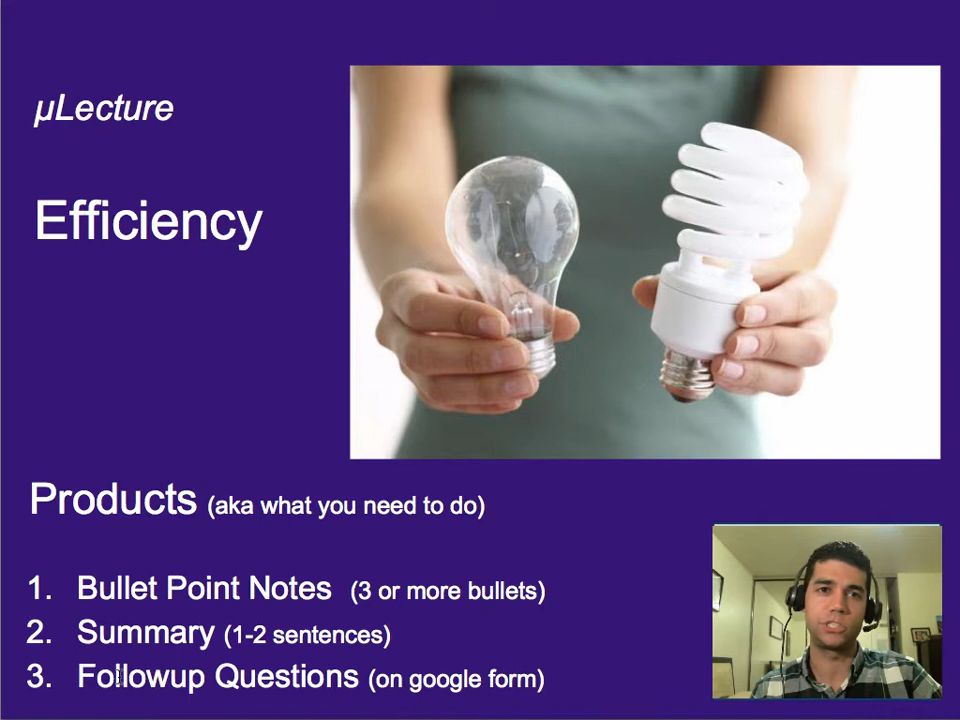 µLecture
Efficiency
Products (aka what you need to do)
1. Bullet Point Notes (3 or more bullets)
2. Summary (1-2 sentences)
3. Followup Questions (on google form)